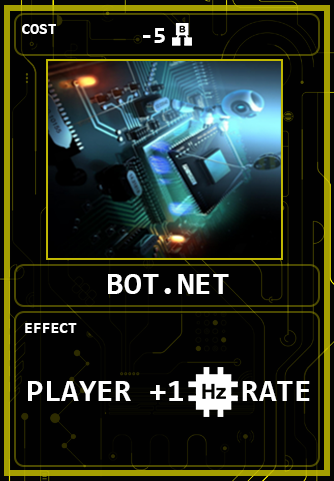 COST
-5 B
BOT.NET
EFFECT
PLAYER +1 Hz RATE